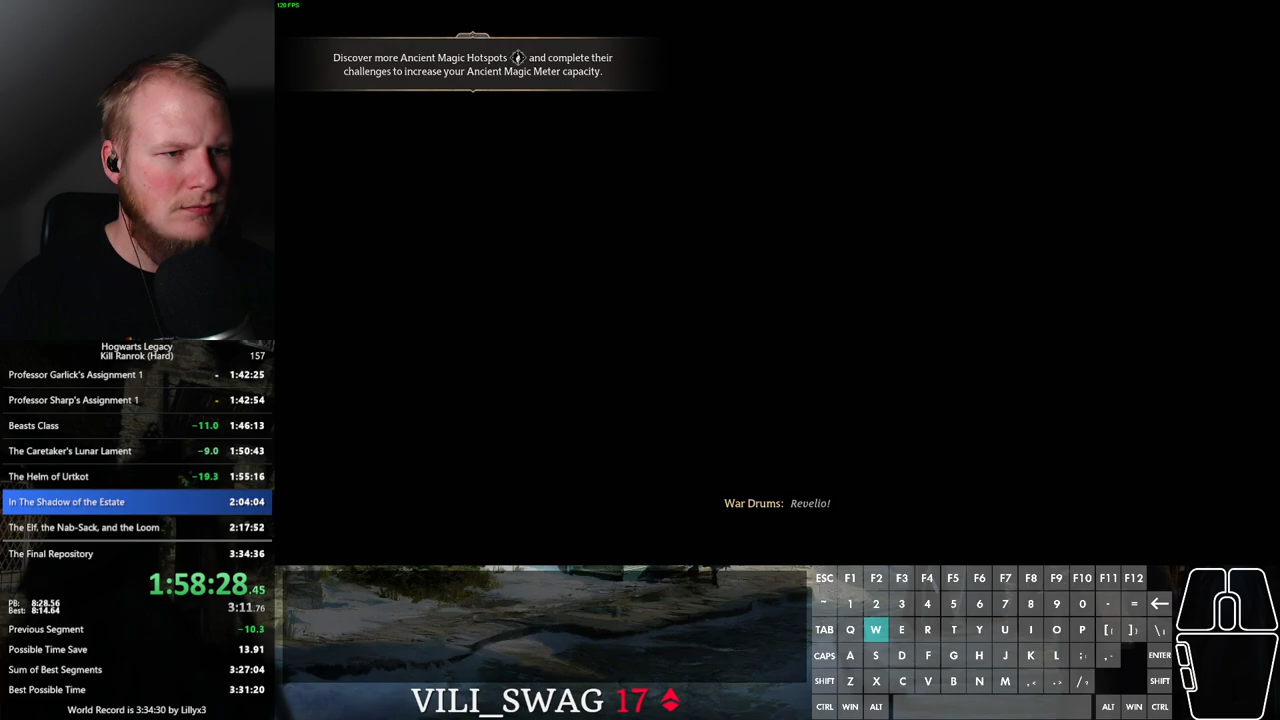 120 FPS
Discover more Ancient Magic Hotspots and complete their
challenges to increase your Ancient Magic Meter capacity.
Hogwarts Legacy
Kill Ranrok (Hard) 157
Professor Garlick's Assignment 1 - 1:42:25
Professor Sharp's Assignment 1 - 1:42:54
Beasts Class −11.0 1:46:13
The Caretaker's Lunar Lament −9.0 1:50:43
The Helm of Urtkot −19.3 1:55:16
In The Shadow of the Estate 2:04:04
The Elf, the Nab-Sack, and the Loom 2:17:52
The Final Repository 3:34:36
1:58:28.45
PB: 8:28.56
Best: 8:14.64
3:11.76
Previous Segment −10.3
Possible Time Save 13.91
Sum of Best Segments 3:27:04
Best Possible Time 3:31:20
World Record is 3:34:30 by Lillyx3
War Drums: Revelio!
VILI_SWAG 17
ESC F1 F2 F3 F4 F5 F6 F7 F8 F9 F10 F11 F12
~ 1 2 3 4 5 6 7 8 9 0 - =
TAB Q W E R T Y U I O P [{ ]} \|
CAPS A S D F G H J K L ;: ,. ENTER
SHIFT Z X C V B N M ,< .> /? SHIFT
CTRL WIN ALT ALT WIN CTRL